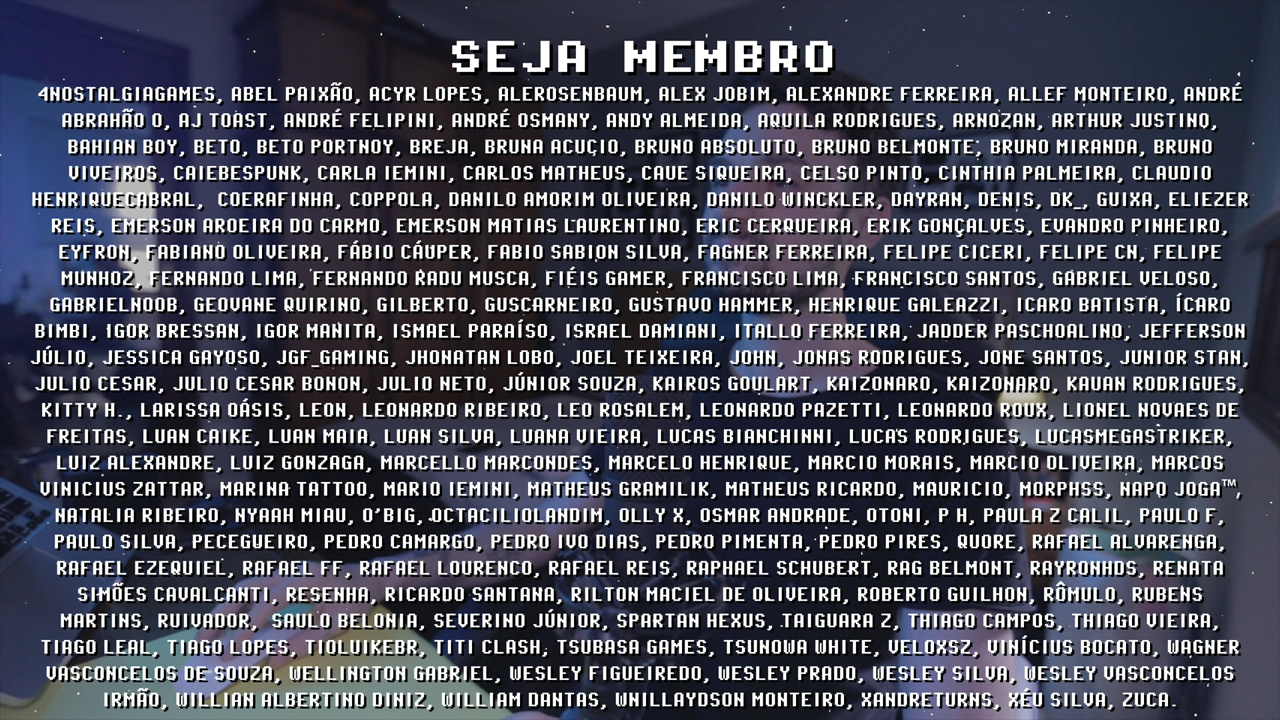 SEJA MEMBRO
4NOSTALGIAGAMES, ABEL PAIXÃO, ACYR LOPES, ALEROSENBAUM, ALEX JOBIM, ALEXANDRE FERREIRA, ALLEF MONTEIRO, ANDRÉ
ABRAHÃO O, AJ TOAST, ANDRÉ FELIPINI, ANDRÉ OSMANY, ANDY ALMEIDA, AQUILA RODRIGUES, ARNOZAN, ARTHUR JUSTINO,
BAHIAN BOY, BETO, BETO PORTNOY, BREJA, BRUNA ACUCIO, BRUNO ABSOLUTO, BRUNO BELMONTE, BRUNO MIRANDA, BRUNO
VIVEIROS, CAIEBESPUNK, CARLA IEMINI, CARLOS MATHEUS, CAVE SIQUEIRA, CELSO PINTO, CINTHIA PALMEIRA, CLAUDIO
HENRIQUECABRAL, COERAFINHA, COPPOLA, DANILO AMORIM OLIVEIRA, DANILO WINCKLER, DAYRAN, DENIS, DK_, GUIXA, ELIEZER
REIS, EMERSON AROEIRA DO CARMO, EMERSON MATIAS LAURENTINO, ERIC CERQUEIRA, ERIK GONÇALVES, EVANDRO PINHEIRO,
EYFRON, FABIANO OLIVEIRA, FÁBIO CÁUPER, FABIO SABION SILVA, FAGNER FERREIRA, FELIPE CICERI, FELIPE CN, FELIPE
MUNHOZ, FERNANDO LIMA, FERNANDO RADU MUSCA, FIÉIS GAMER, FRANCISCO LIMA, FRANCISCO SANTOS, GABRIEL VELOSO,
GABRIELNOOB, GEOVANE QUIRINO, GILBERTO, GUSCARNEIRO, GUSTAVO HAMMER, HENRIQUE GALEAZZI, ICARO BATISTA, ÍCARO
BIMBI, IGOR BRESSAN, IGOR MANITA, ISMAEL PARAÍSO, ISRAEL DAMIANI, ITALLO FERREIRA, JADDER PASCHOALINO, JEFFERSON
JÚLIO, JESSICA GAYOSO, JGF_GAMING, JHONATAN LOBO, JOEL TEIXEIRA, JOHN, JONAS RODRIGUES, JONE SANTOS, JUNIOR STAN,
JULIO CESAR, JULIO CESAR BONON, JULIO NETO, JÚNIOR SOUZA, KAIROS GOULART, KAIZONARO, KAIZONARO, KAUAN RODRIGUES,
KITTY H., LARISSA OÁSIS, LEON, LEONARDO RIBEIRO, LEO ROSALEM, LEONARDO PAZETTI, LEONARDO ROUX, LIONEL NOVAES DE
FREITAS, LUAN CAIKE, LUAN MAIA, LUAN SILVA, LUANA VIEIRA, LUCAS BIANCHINNI, LUCAS RODRIGUES, LUCASMEGASTRIKER,
LUIZ ALEXANDRE, LUIZ GONZAGA, MARCELLO MARCONDES, MARCELO HENRIQUE, MARCIO MORAIS, MARCIO OLIVEIRA, MARCOS
VINICIUS ZATTAR, MARINA TATTOO, MARIO IEMINI, MATHEUS GRAMILIK, MATHEUS RICARDO, MAURICIO, MORPHSS, NAPO JOGA™,
NATALIA RIBEIRO, NYAAH MIAU, O'BIG, OCTACILIOLANDIM, OLLY X, OSMAR ANDRADE, OTONI, P H, PAULA Z CALIL, PAULO F,
PAULO SILVA, PECEGUEIRO, PEDRO CAMARGO, PEDRO IVO DIAS, PEDRO PIMENTA, PEDRO PIRES, QUORE, RAFAEL ALVARENGA,
RAFAEL EZEQUIEL, RAFAEL FF, RAFAEL LOURENCO, RAFAEL REIS, RAPHAEL SCHUBERT, RAG BELMONT, RAYRONHDS, RENATA
SIMÕES CAVALCANTI, RESENHA, RICARDO SANTANA, RILTON MACIEL DE OLIVEIRA, ROBERTO GUILHON, RÔMULO, RUBENS
MARTINS, RUIVADOR, SAULO BELONIA, SEVERINO JÚNIOR, SPARTAN HEXUS, TAIGUARA Z, THIAGO CAMPOS, THIAGO VIEIRA,
TIAGO LEAL, TIAGO LOPES, TIOLUIKEBR, TITI CLASH, TSUBASA GAMES, TSUNOWA WHITE, VELOXSZ, VINÍCIUS BOCATO, WAGNER
VASCONCELOS DE SOUZA, WELLINGTON GABRIEL, WESLEY FIGUEIREDO, WESLEY PRADO, WESLEY SILVA, WESLEY VASCONCELOS
IRMÃO, WILLIAN ALBERTINO DINIZ, WILLIAM DANTAS, WNILLAYDSON MONTEIRO, XANDRETURNS, XÉU SILVA, ZUCA.